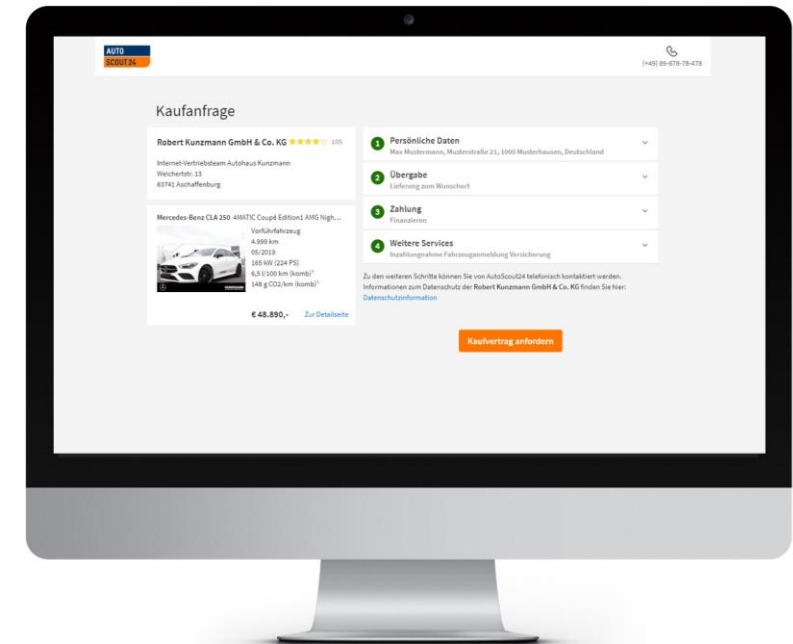 AUTO
SCOUT24
(+49) 89-678-78-478
Kaufanfrage
Robert Kunzmann GmbH & Co. KG 105
Internet-Vertriebsteam Autohaus Kunzmann
Weichertstr. 13
63741 Aschaffenburg
Mercedes-Benz CLA 250 4MATIC Coupé Edition1 AMG Nigh...
Vorführfahrzeug
4.999 km
05/2019
165 kW (224 PS)
6,5 l/100 km (komb)
148 g CO2/km (komb)
€ 48.890,- Zur Detailseite
1 Persönliche Daten
Max Mustermann, Musterstraße 21, 1000 Musterhausen, Deutschland
2 Übergabe
Lieferung zum Wunschort
3 Zahlung
Finanzieren
4 Weitere Services
Inzahlungnahme Fahrzeuganmeldung Versicherung
Zu den weiteren Schritte können Sie von AutoScout24 telefonisch kontaktiert werden.
Informationen zum Datenschutz der Robert Kunzmann GmbH & Co. KG finden Sie hier:
Datenschutzinformation
Kaufvertrag anfordern